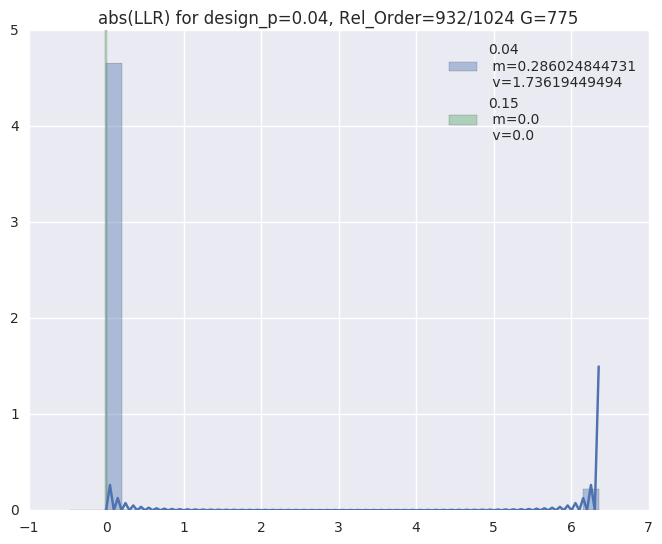 abs(LLR) for design_p=0.04, Rel_Order=932/1024 G=775
0.04
m=0.286024844731
v=1.73619449494
0.15
m=0.0
v=0.0
5
4
3
2
1
0
−1 0 1 2 3 4 5 6 7